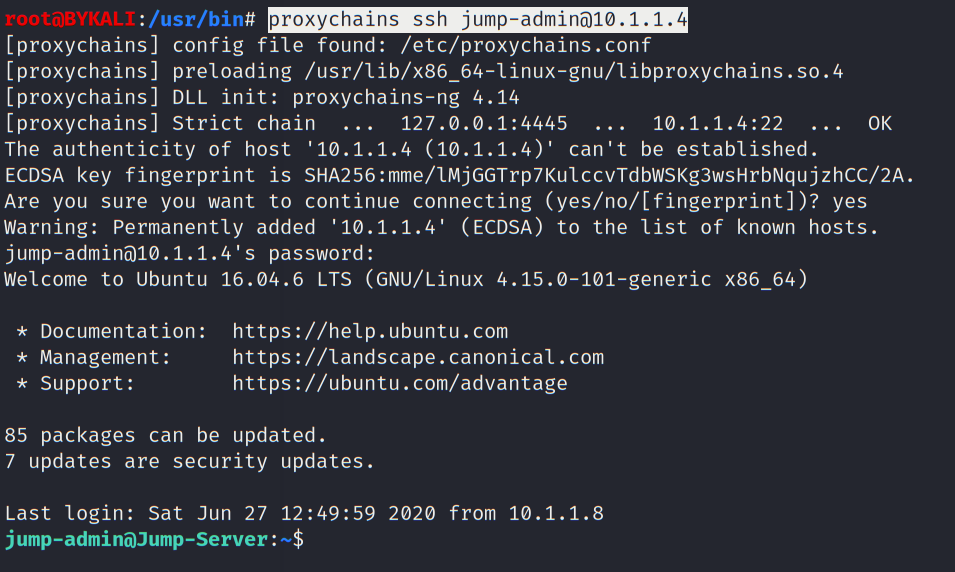 root@BYKALI:/usr/bin# proxychains ssh jump-admin@10.1.1.4
[proxychains] config file found: /etc/proxychains.conf
[proxychains] preloading /usr/lib/x86_64-linux-gnu/libproxychains.so.4
[proxychains] DLL init: proxychains-ng 4.14
[proxychains] Strict chain  ...  127.0.0.1:4445  ...  10.1.1.4:22  ...  OK
The authenticity of host '10.1.1.4 (10.1.1.4)' can't be established.
ECDSA key fingerprint is SHA256:mme/lMjGGTrp7KulccvTdbWSKg3wsHrbNqujzhCC/2A.
Are you sure you want to continue connecting (yes/no/[fingerprint])? yes
Warning: Permanently added '10.1.1.4' (ECDSA) to the list of known hosts.
jump-admin@10.1.1.4's password:
Welcome to Ubuntu 16.04.6 LTS (GNU/Linux 4.15.0-101-generic x86_64)
* Documentation:  https://help.ubuntu.com
* Management:     https://landscape.canonical.com
* Support:        https://ubuntu.com/advantage
85 packages can be updated.
7 updates are security updates.
Last login: Sat Jun 27 12:49:59 2020 from 10.1.1.8
jump-admin@Jump-Server:~$